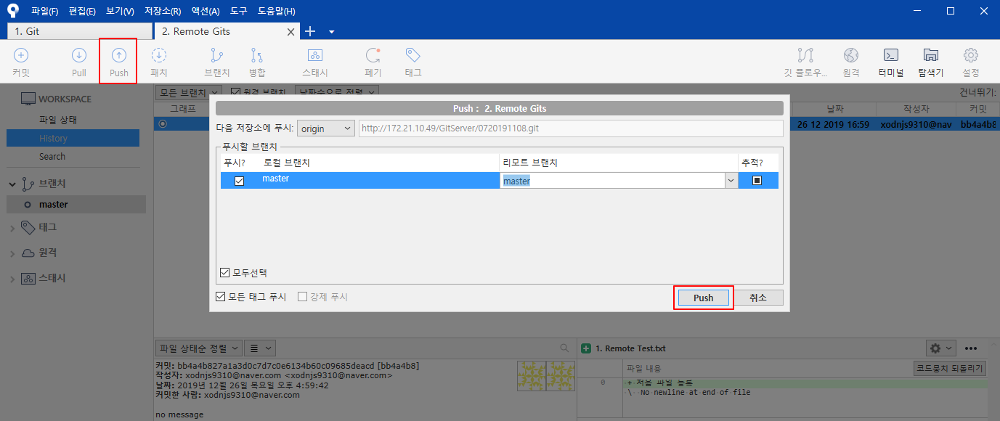 파일(F) 편집(E) 보기(V) 저장소(R) 액션(A) 도구 도움말(H)
1. Git
2. Remote Gits
커밋 Pull Push 패치 브랜치 병합 스태시 폐기 태그 깃 플로우... 원격 터미널 탐색기 설정
WORKSPACE
파일 상태
History
Search
브랜치
master
태그
원격
스태시
모든 브랜치 원격 브랜치 날짜순으로 정렬 건너뛰기:
그래프 날짜 작성자 커밋
26 12 2019 16:59 xodnjs9310@nav bb4a4b8
Push : 2. Remote Gits
다음 저장소에 푸시: origin http://172.21.10.49/GitServer/0720191108.git
푸시할 브랜치
푸시? 로컬 브랜치 리모트 브랜치 추적?
master master
모두선택
모든 태그 푸시 강제 푸시 Push 취소
파일 상태순 정렬
커밋: bb4a4b827a1a3d0c7d7c0e6134b60c09685deacd [bb4a4b8]
작성자: xodnjs9310@naver.com <xodnjs9310@naver.com>
날짜: 2019년 12월 26일 목요일 오후 4:59:42
커밋한 사람: xodnjs9310@naver.com
no message
1. Remote Test.txt
파일 내용 코드뭉치 되돌리기
0 + 처음 파일 등록
\ No newline at end of file